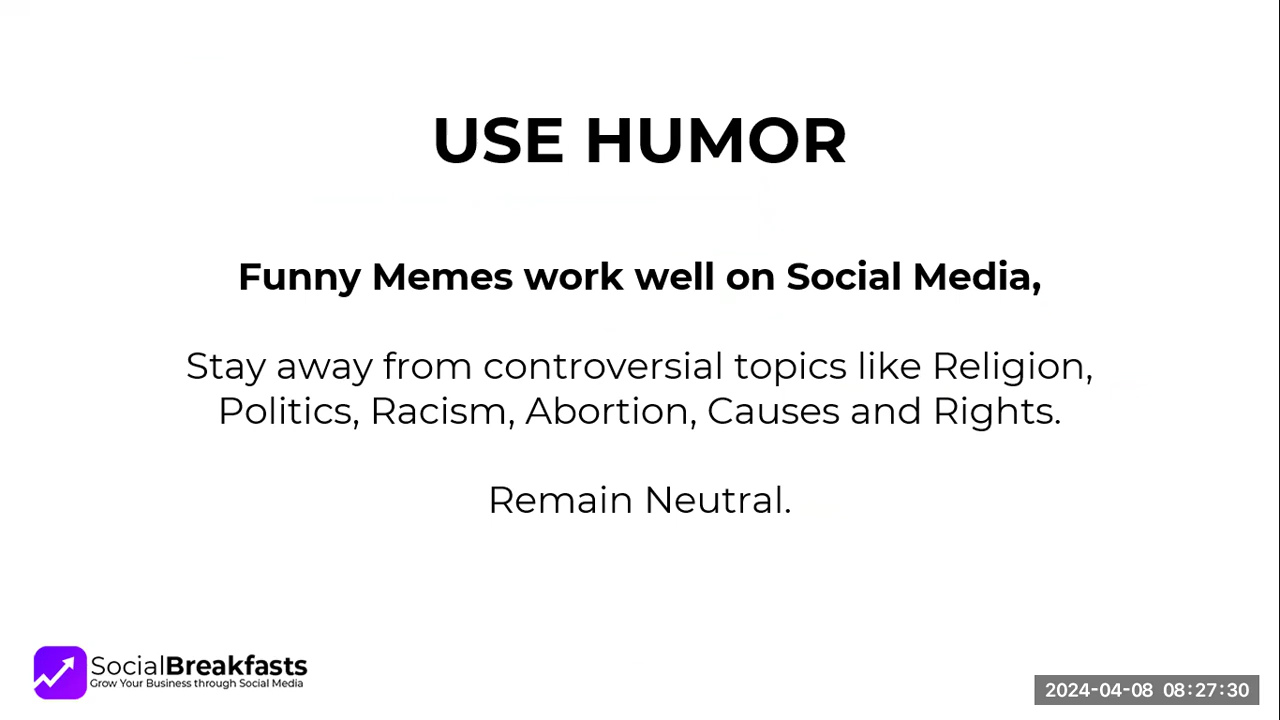 USE HUMOR
Funny Memes work well on Social Media,
Stay away from controversial topics like Religion,
Politics, Racism, Abortion, Causes and Rights.
Remain Neutral.
SocialBreakfasts
Grow Your Business through Social Media
2024-04-08 08:27:30